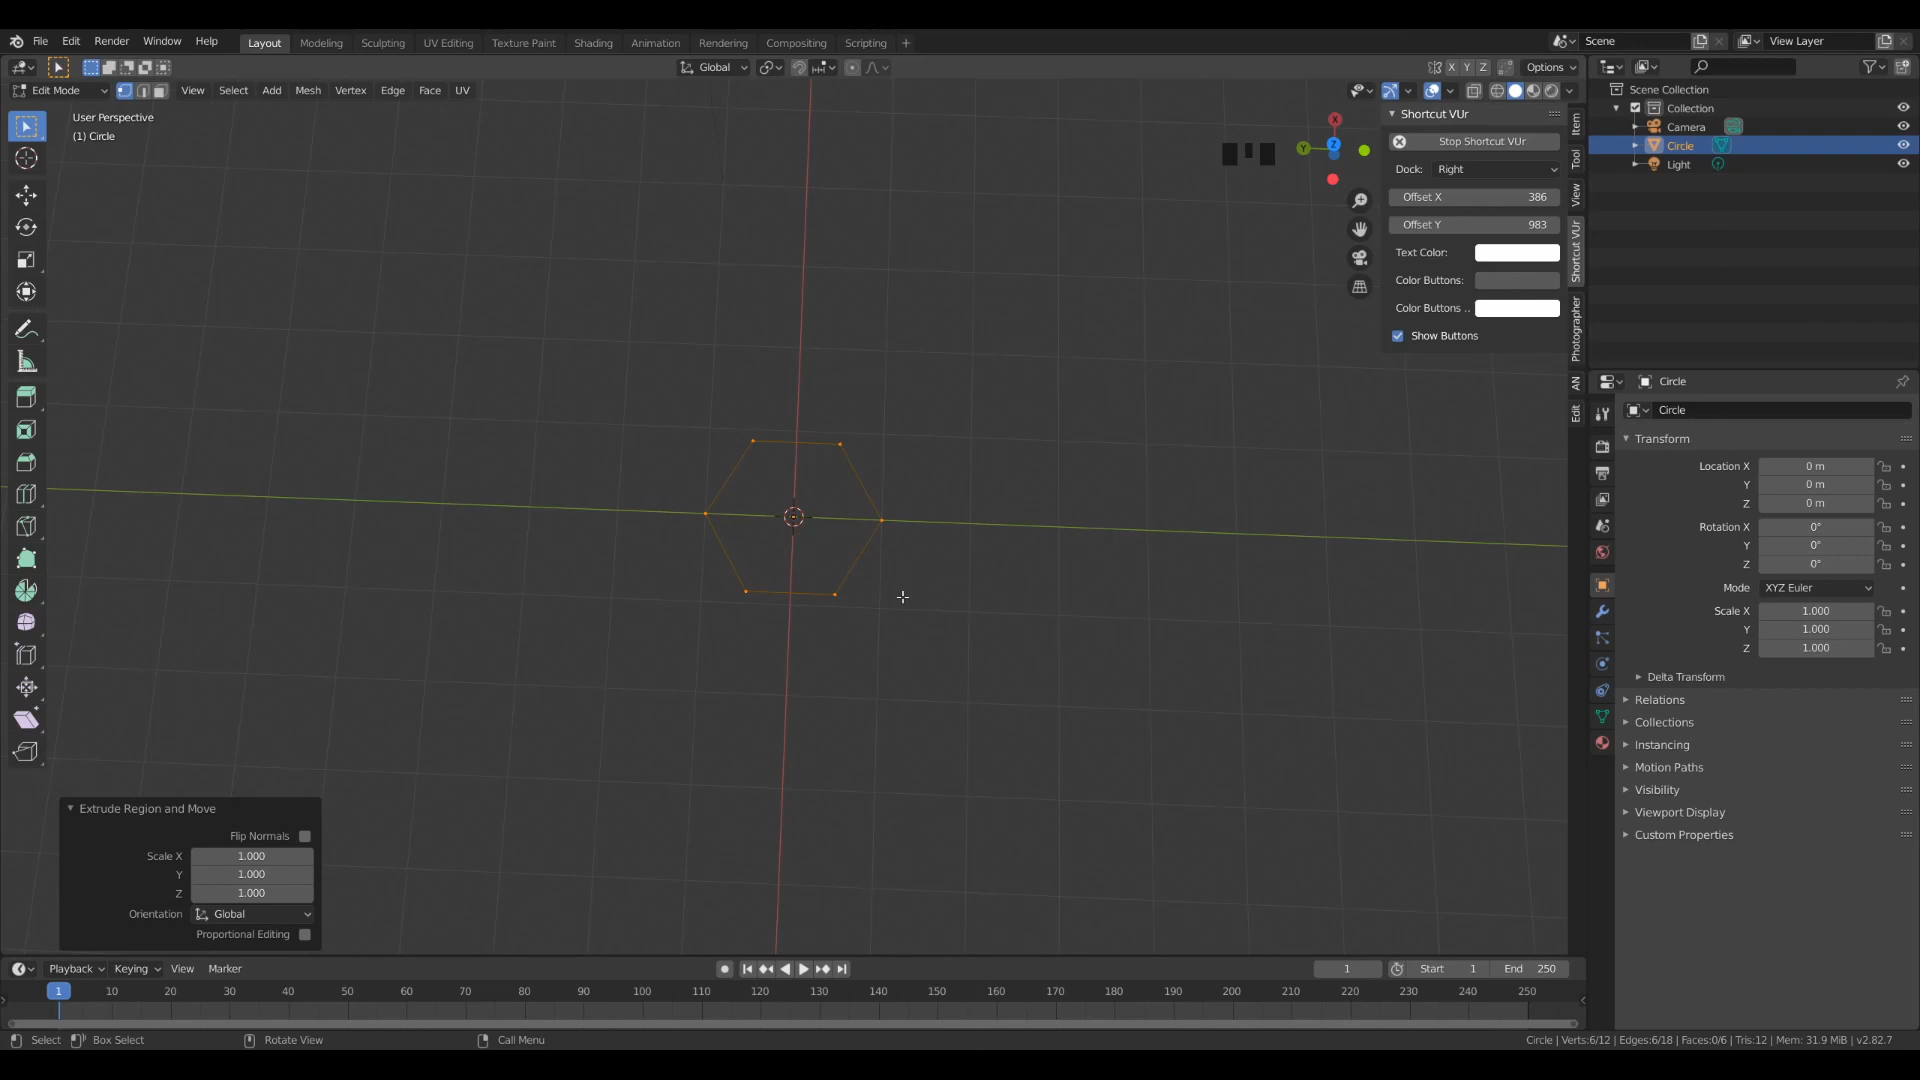 File Edit Render Window Help Layout Modeling Sculpting UV Editing Texture Paint Shading Animation Rendering Compositing Scripting + Scene View Layer
Global X Y Z Options
Edit Mode View Select Add Mesh Vertex Edge Face UV
User Perspective
(1) Circle
Shortcut VUr
Stop Shortcut VUr
Dock: Right
Offset X 386
Offset Y 983
Text Color:
Color Buttons:
Color Buttons ..
Show Buttons
X
Y
Z
Item
Tool
View
Shortcut VUr
Photographer
AN
Edit
Scene Collection
Collection
Camera
Circle
Light
Circle
Circle
Transform
Location X 0 m
Y 0 m
Z 0 m
Rotation X 0°
Y 0°
Z 0°
Mode XYZ Euler
Scale X 1.000
Y 1.000
Z 1.000
Delta Transform
Relations
Collections
Instancing
Motion Paths
Visibility
Viewport Display
Custom Properties
Extrude Region and Move
Flip Normals
Scale X 1.000
Y 1.000
Z 1.000
Orientation Global
Proportional Editing
Playback Keying View Marker 1 Start 1 End 250
1 10 20 30 40 50 60 70 80 90 100 110 120 130 140 150 160 170 180 190 200 210 220 230 240 250
Select Box Select Rotate View Call Menu Circle | Verts:6/12 | Edges:6/18 | Faces:0/6 | Tris:12 | Mem: 31.9 MiB | v2.82.7